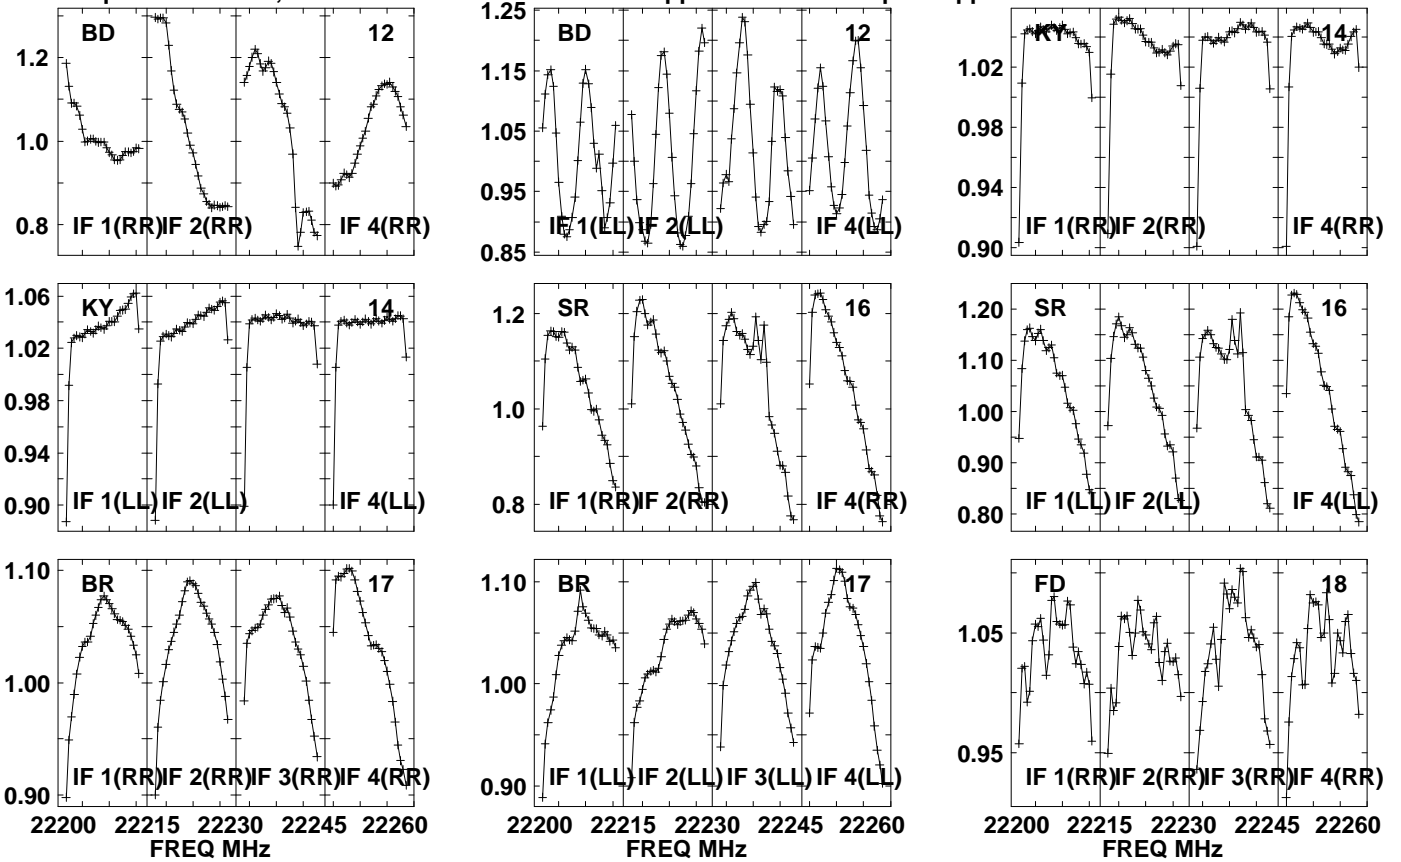 BD 12 BD 12 KY 14
1.25
1.2 1.15 1.02
1.05 0.98
1.0 0.95 0.94
0.8 IF 1(RR) IF 2(RR) IF 4(RR) IF 1(LL) IF 2(LL) IF 4(LL) IF 1(RR) IF 2(RR) IF 4(RR)
0.85 0.90
KY 14 SR 16 SR 16
1.06 1.2 1.20
1.02 1.10
0.98 1.0 1.00
0.94 0.90
0.90 IF 1(LL) IF 2(LL) IF 4(LL) 0.8 IF 1(RR) IF 2(RR) IF 4(RR) 0.80 IF 1(LL) IF 2(LL) IF 4(LL)
BR 17 BR 17 FD 18
1.10 1.10 1.05
1.00 1.00 0.95
0.90 IF 1(RR) IF 2(RR) IF 3(RR) IF 4(RR) 0.90 IF 1(LL) IF 2(LL) IF 3(LL) IF 4(LL) IF 1(RR) IF 2(RR) IF 3(RR) IF 4(RR)
22200 22215 22230 22245 22260 22200 22215 22230 22245 22260 22200 22215 22230 22245 22260
FREQ MHz FREQ MHz FREQ MHz